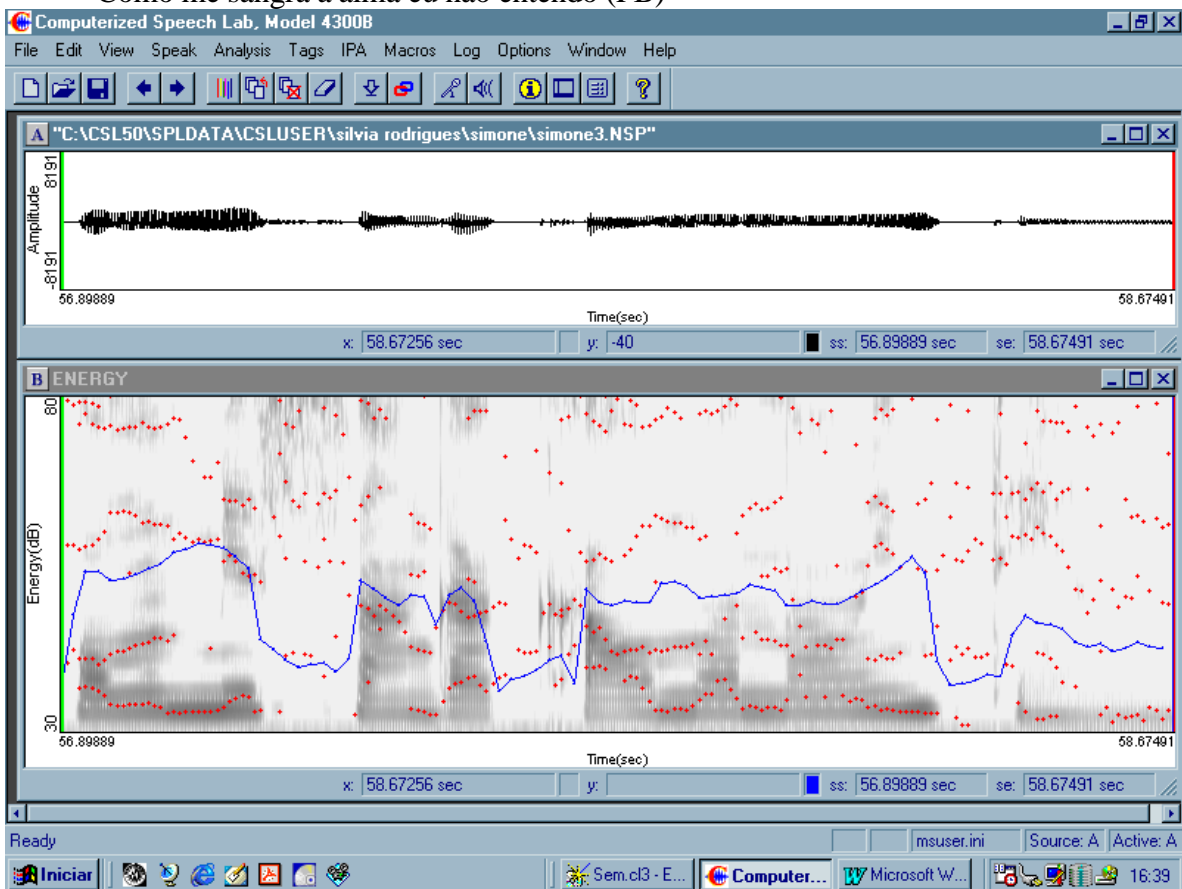 Computerized Speech Lab, Model 4300B
File Edit View Speak Analysis Tags IPA Macros Log Options Window Help
A "C:\CSL50\SPLDATA\CSLUSER\silvia rodrigues\simone\simone3.NSP"
8191
Amplitude
-8191
56.89889 58.67491
Time(sec)
x: 58.67256 sec y: -40 ss: 56.89889 sec se: 58.67491 sec
B ENERGY
80
Energy(dB)
30
56.89889 58.67491
Time(sec)
x: 58.67256 sec y: ss: 56.89889 sec se: 58.67491 sec
Ready msuser.ini Source: A Active: A
Iniciar Sem.cl3 - E... Computer... Microsoft W... 16:39